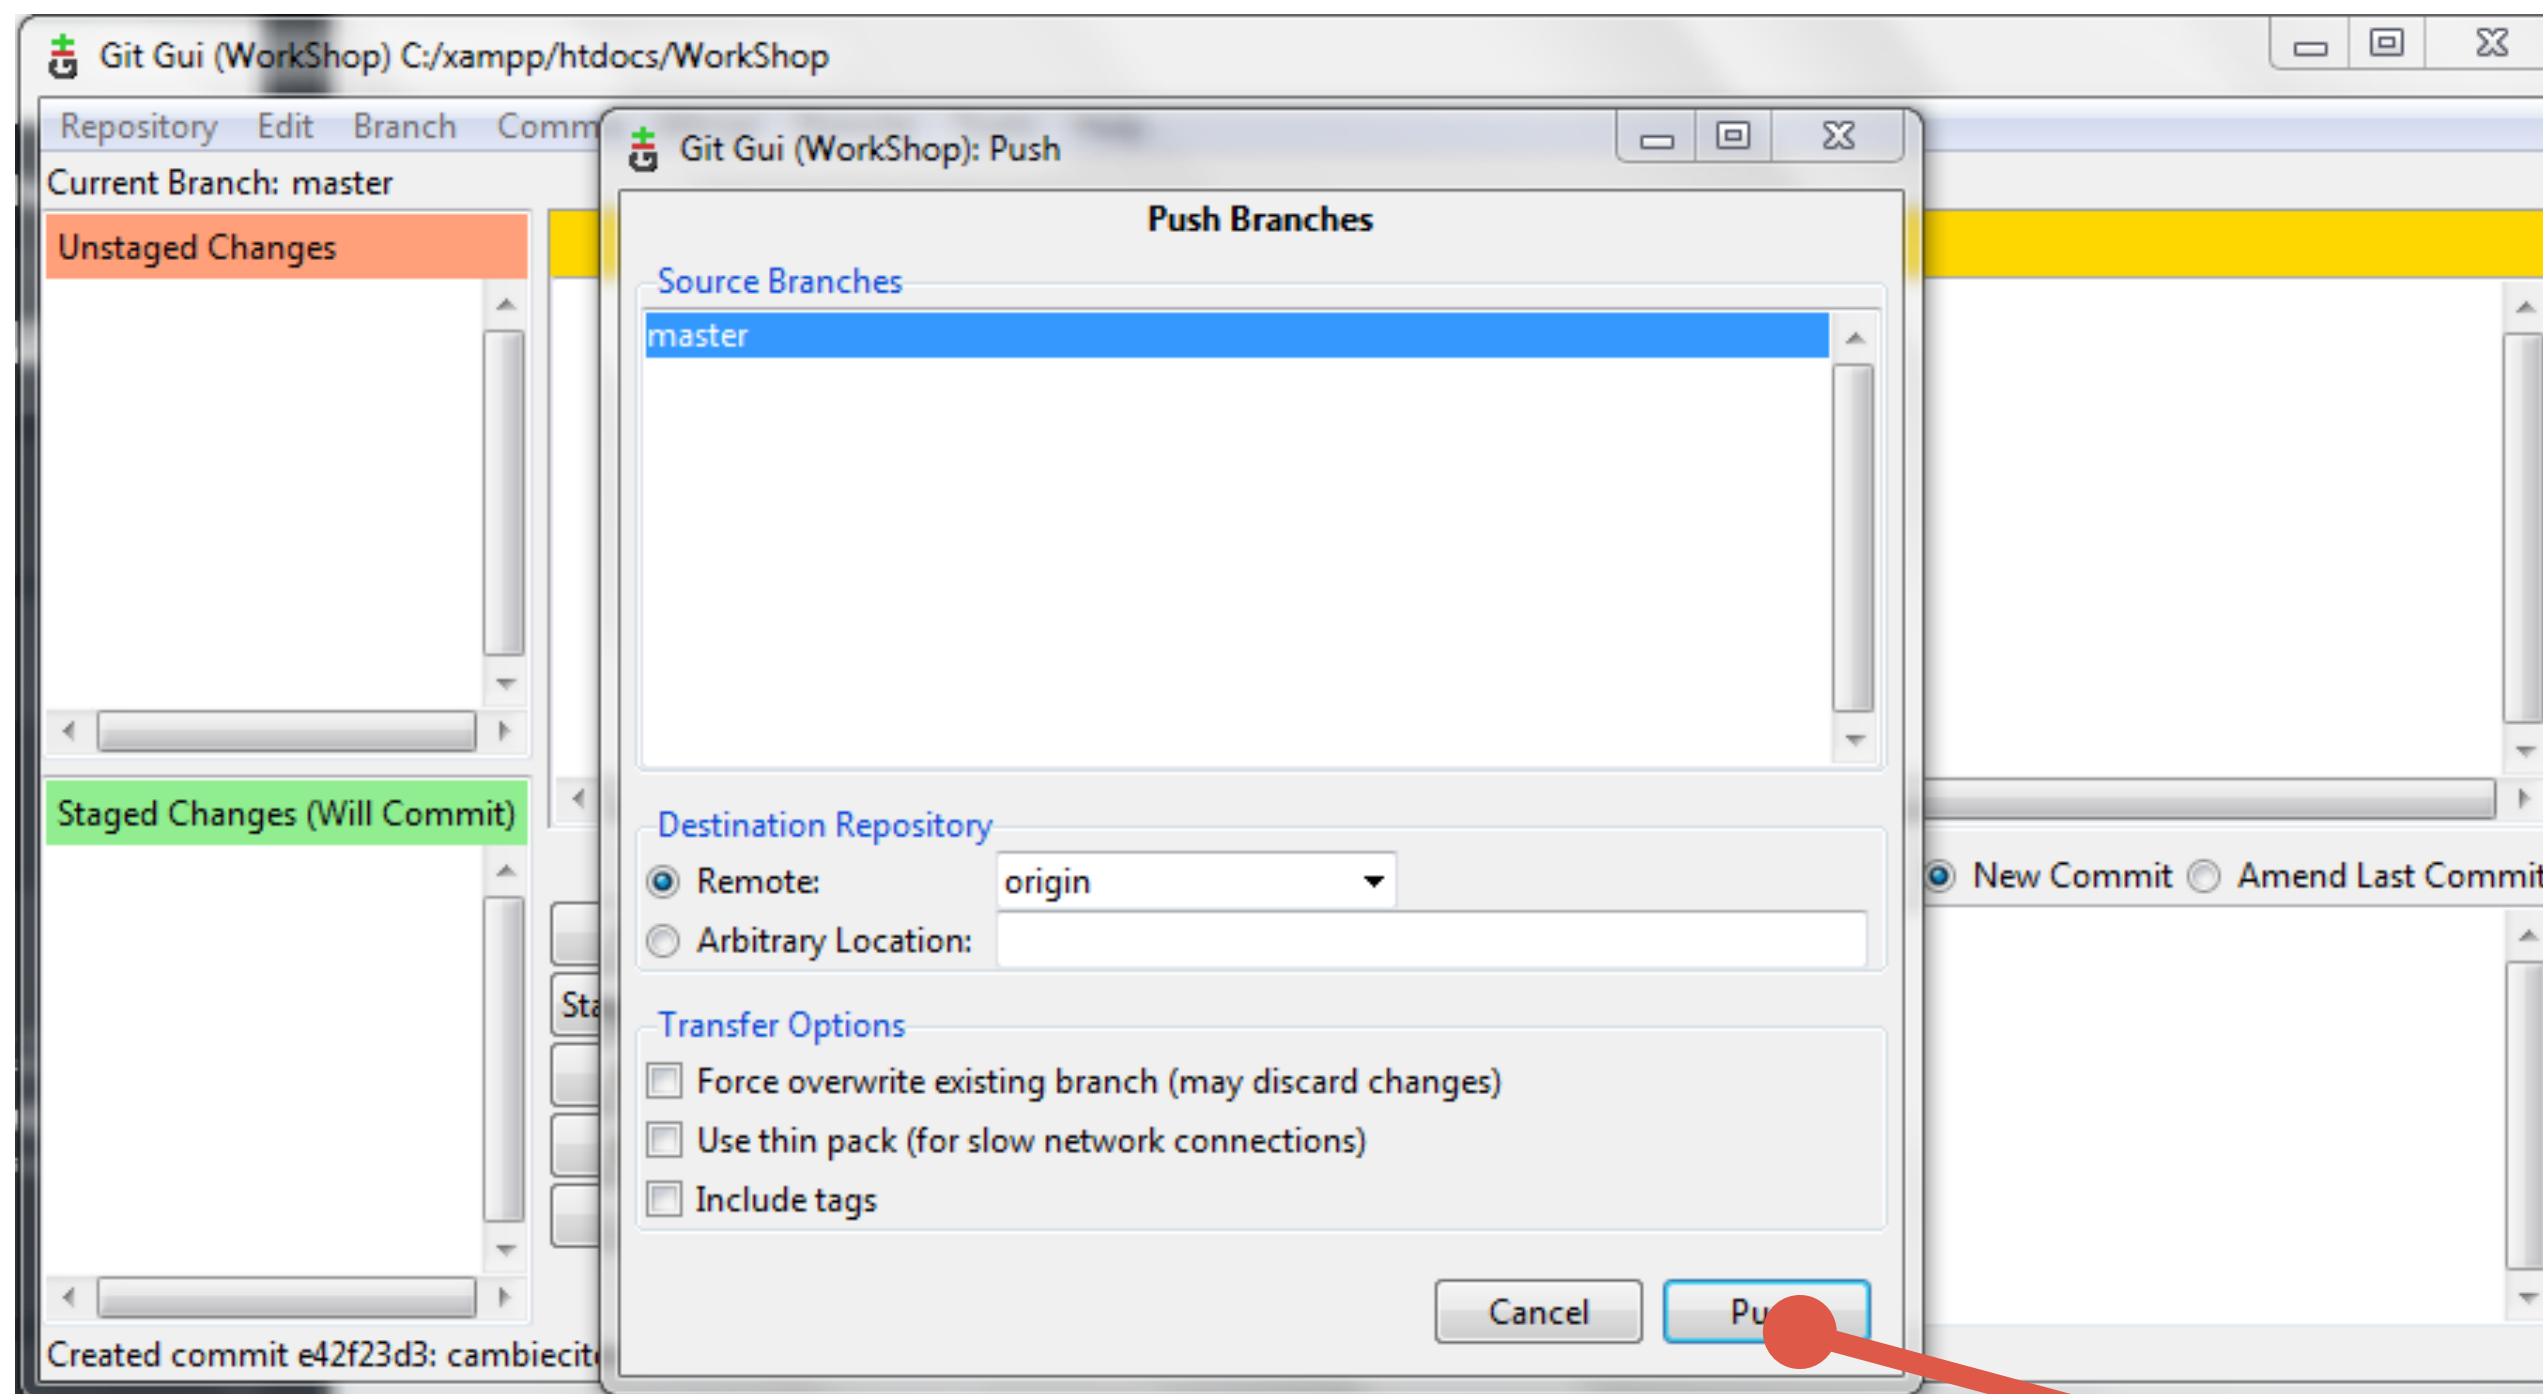 Git Gui (WorkShop) C:/xampp/htdocs/WorkShop
Repository Edit Branch
Current Branch: master
Unstaged Changes
Staged Changes (Will Commit)
Git Gui (WorkShop): Push
Push Branches
Source Branches
master
Destination Repository
Remote: origin
Arbitrary Location:
Transfer Options
Force overwrite existing branch (may discard changes)
Use thin pack (for slow network connections)
Include tags
Cancel
New Commit Amend Last Commit
Created commit e42f23d3: